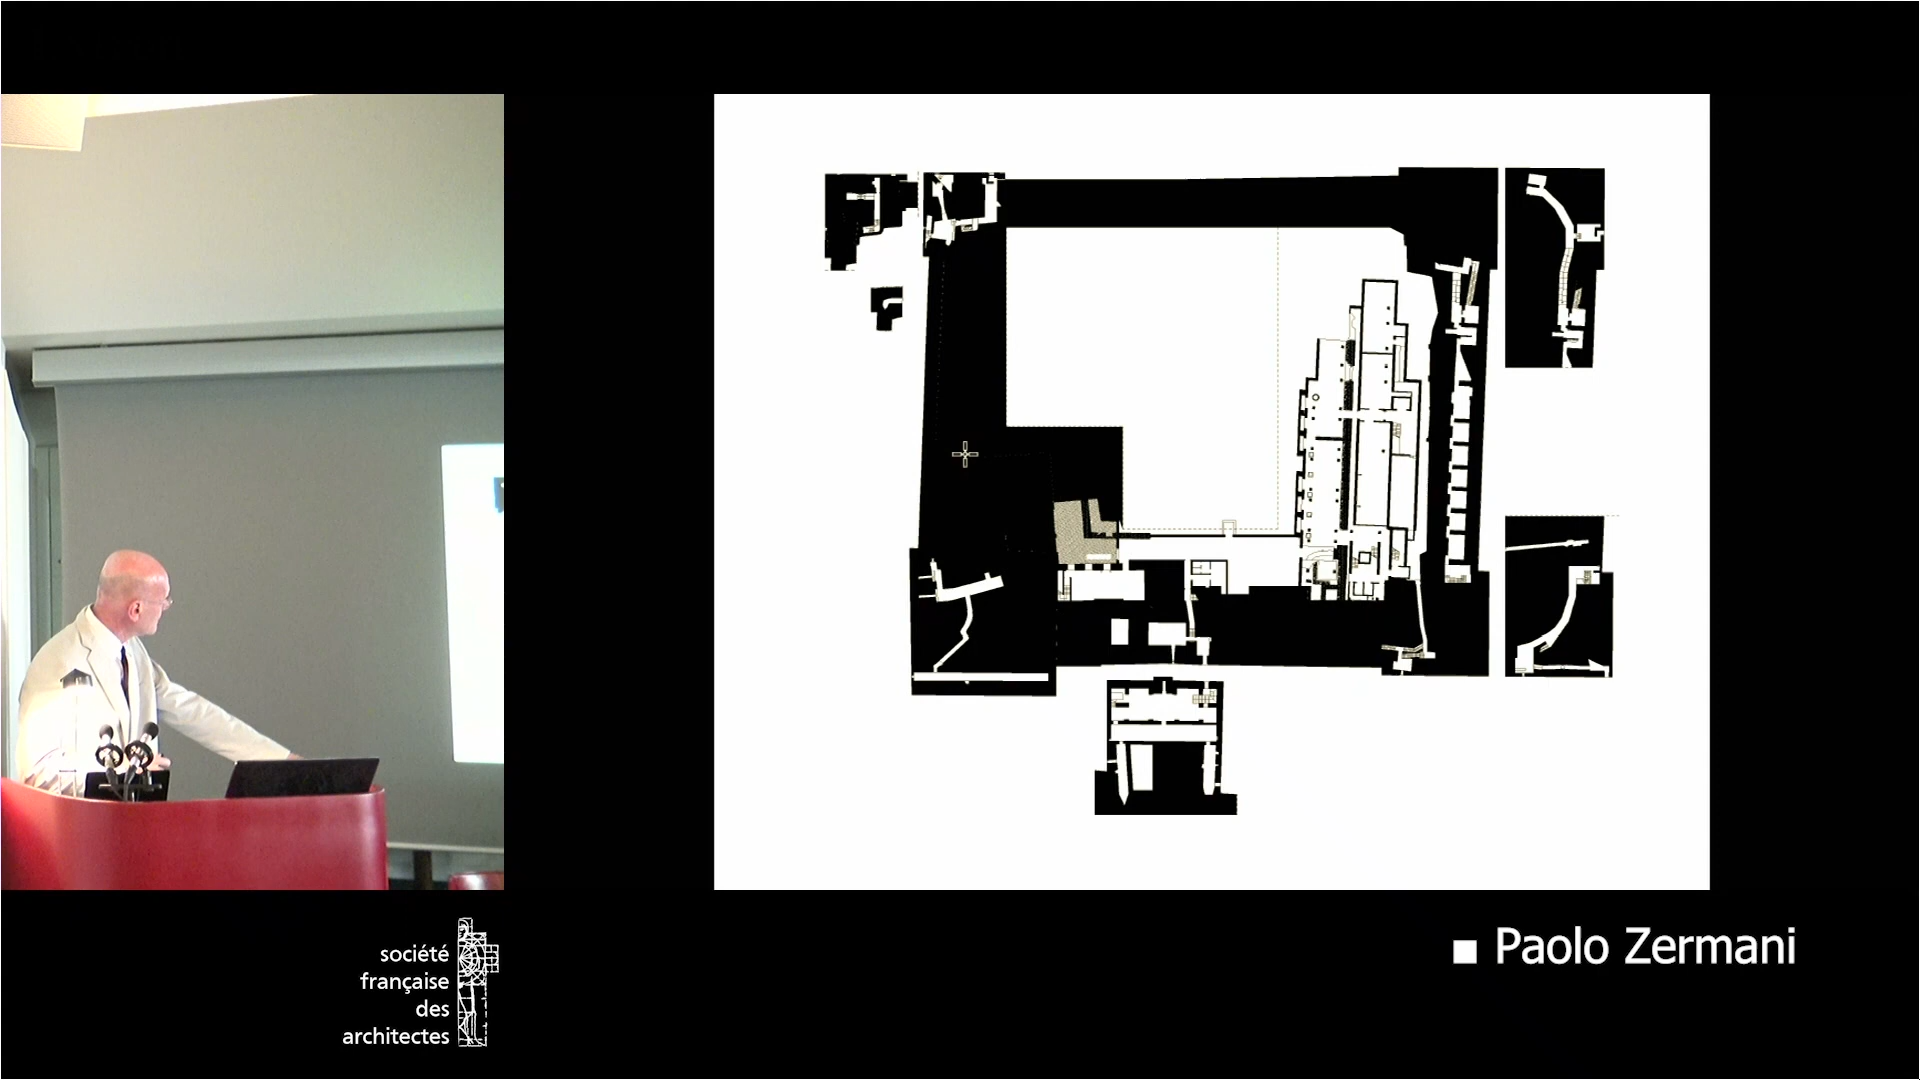 société
française
des
architectes
Paolo Zermani